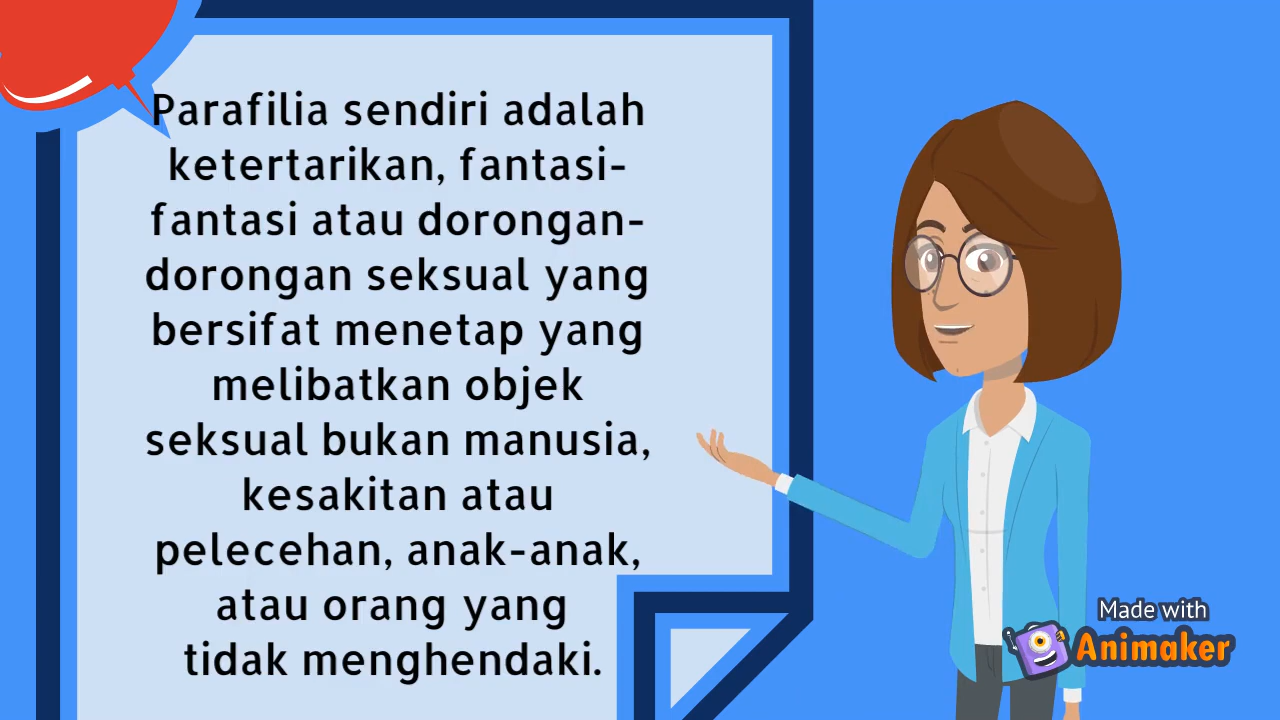 Parafilia sendiri adalah
ketertarikan, fantasi-
fantasi atau dorongan-
dorongan seksual yang
bersifat menetap yang
melibatkan objek
seksual bukan manusia,
kesakitan atau
pelecehan, anak-anak,
atau orang yang
tidak menghendaki.
Made with
Animaker